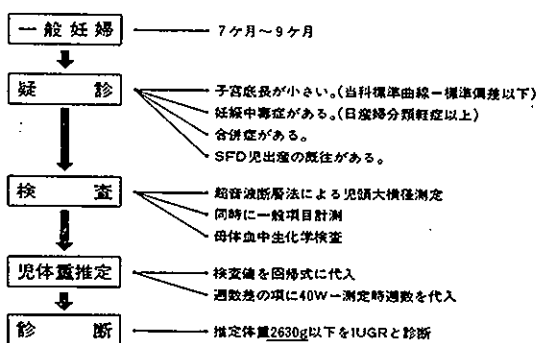 一般妊婦
7ケ月〜9ケ月
疑診
子宮底長が小さい。(当科標準曲線一標準偏差以下)
妊娠中毒症がある。(日産婦分類軽症以上)
合併症がある。
SFD児出産の既往がある。
検査
超音波断層法による児頭大横径測定
同時に一般項目計測
母体血中生化学検査
児体重推定
検査値を回帰式に代入
週数差の項に40W-測定時週数を代入
診断
推定体重2630g以下をIUGRと診断